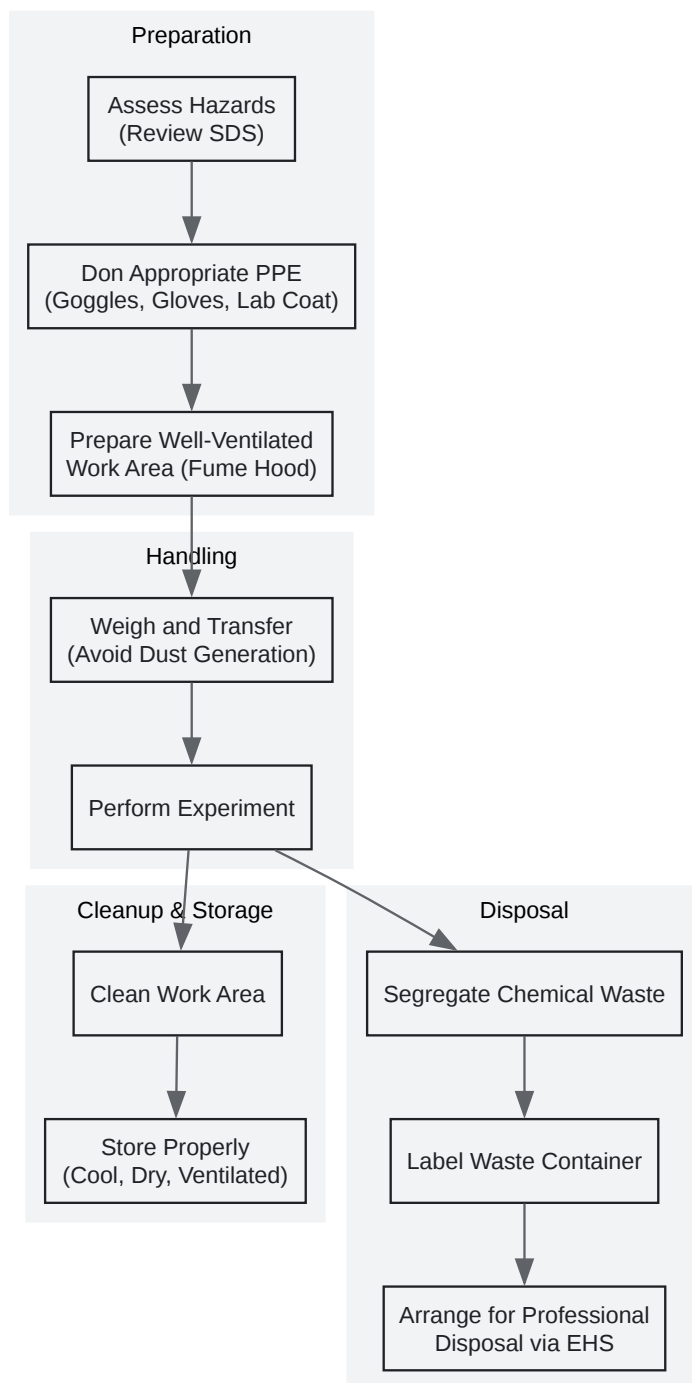 Preparation
Assess Hazards
(Review SDS)
Don Appropriate PPE
(Goggles, Gloves, Lab Coat)
Prepare Well-Ventilated
Work Area (Fume Hood)
Handling
Weigh and Transfer
(Avoid Dust Generation)
Perform Experiment
Cleanup & Storage
Clean Work Area
Store Properly
(Cool, Dry, Ventilated)
Disposal
Segregate Chemical Waste
Label Waste Container
Arrange for Professional
Disposal via EHS